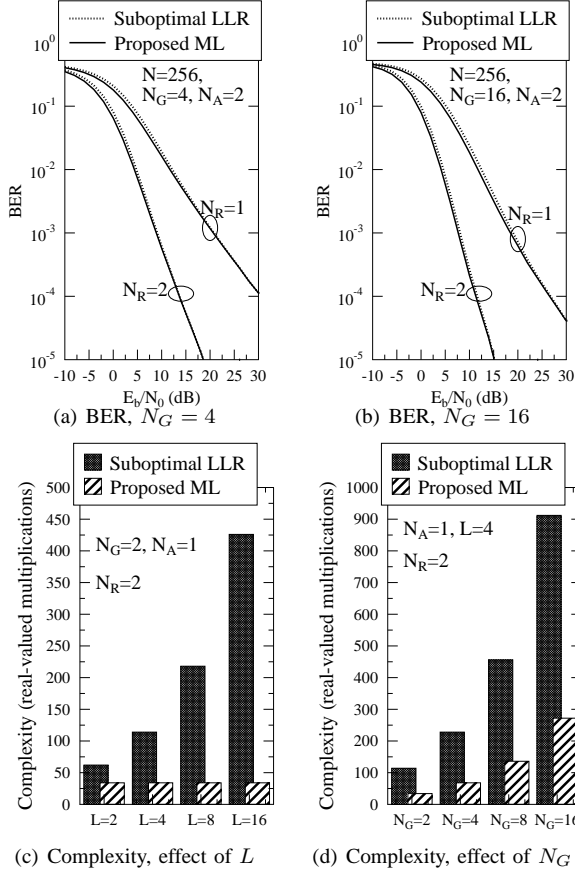 Suboptimal LLR
Proposed ML
10^0
10^-1
10^-2
10^-3
10^-4
10^-5
BER
N=256,
N_G=4, N_A=2
N_R=1
N_R=2
-10 -5 0 5 10 15 20 25 30
E_b/N_0 (dB)
(a) BER, N_G = 4
Suboptimal LLR
Proposed ML
10^0
10^-1
10^-2
10^-3
10^-4
10^-5
BER
N=256,
N_G=16, N_A=2
N_R=1
N_R=2
-10 -5 0 5 10 15 20 25 30
E_b/N_0 (dB)
(b) BER, N_G = 16
Suboptimal LLR
Proposed ML
500
450
400
350
300
250
200
150
100
50
0
Complexity (real-valued multiplications)
N_G=2, N_A=1
N_R=2
L=2 L=4 L=8 L=16
(c) Complexity, effect of L
Suboptimal LLR
Proposed ML
1000
900
800
700
600
500
400
300
200
100
0
Complexity (real-valued multiplications)
N_A=1, L=4
N_R=2
N_G=2 N_G=4 N_G=8 N_G=16
(d) Complexity, effect of N_G